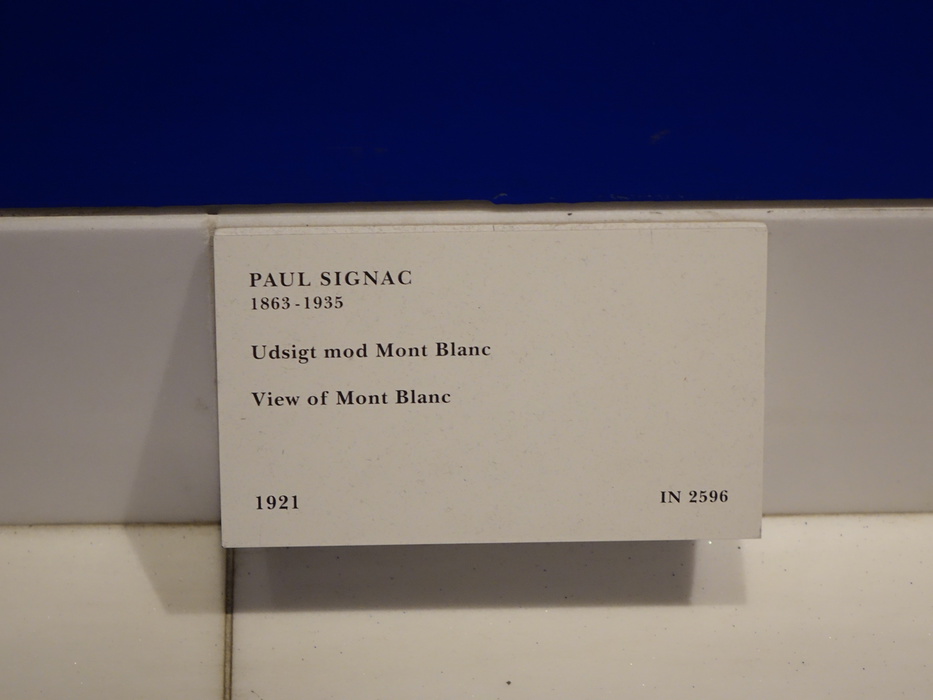 PAUL SIGNAC
1863-1935
Udsigt mod Mont Blanc
View of Mont Blanc
1921 IN 2596